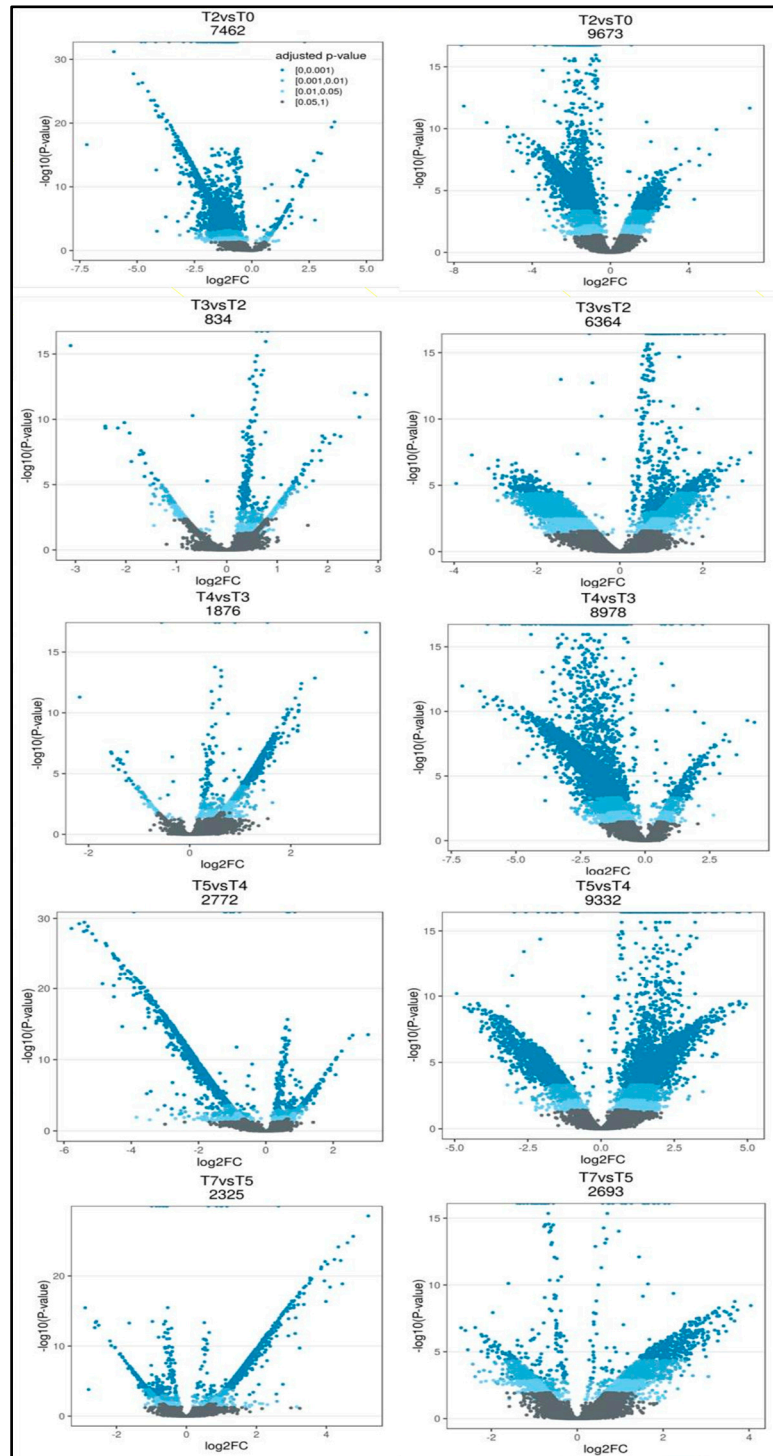 T2vsT0
7462
adjusted p-value
[0,0.001)
[0.001,0.01)
[0.01,0.05)
[0.05,1)
30
20
10
0
-log10(P-value)
-7.5 -5.0 -2.5 0.0 2.5 5.0
log2FC
T2vsT0
9673
15
10
5
0
-log10(P-value)
-8 -4 0 4
log2FC
T3vsT2
834
15
10
5
0
-log10(P-value)
-3 -2 -1 0 1 2 3
log2FC
T3vsT2
6364
15
10
5
0
-log10(P-value)
-4 -2 0 2
log2FC
T4vsT3
1876
15
10
5
0
-log10(P-value)
-2 0 2
log2FC
T4vsT3
8978
15
10
5
0
-log10(P-value)
-7.5 -5.0 -2.5 0.0 2.5
log2FC
T5vsT4
2772
30
20
10
0
-log10(P-value)
-6 -4 -2 0 2
log2FC
T5vsT4
9332
15
10
5
0
-log10(P-value)
-5.0 -2.5 0.0 2.5 5.0
log2FC
T7vsT5
2325
20
10
0
-log10(P-value)
-2 0 2 4
log2FC
T7vsT5
2693
15
10
5
0
-log10(P-value)
-2 0 2 4
log2FC